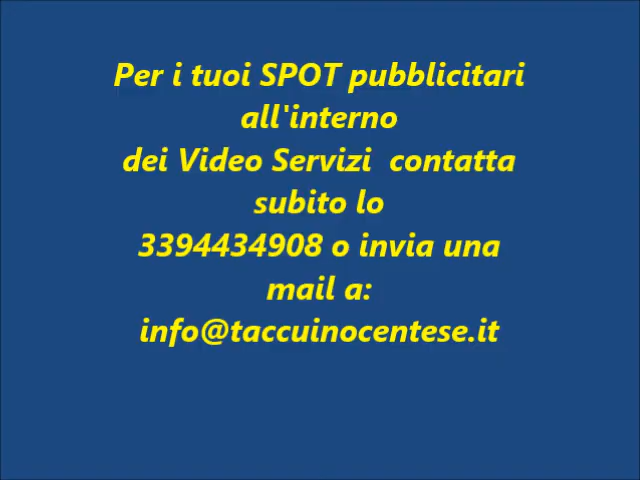 Per i tuoi SPOT pubblicitari
all'interno
dei Video Servizi  contatta
subito lo
3394434908 o invia una
mail a:
info@taccuinocentese.it